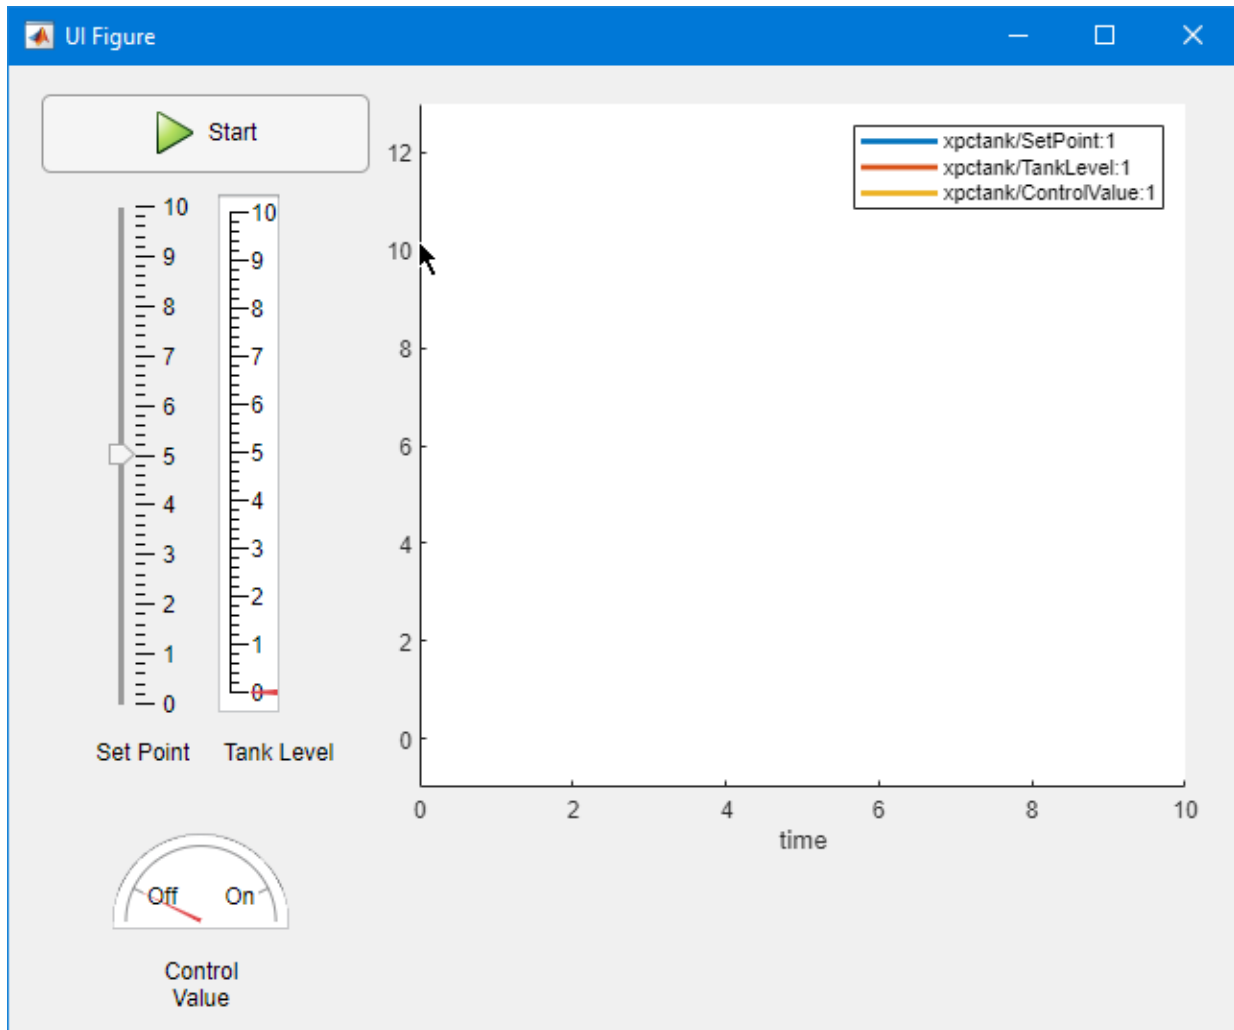 UI Figure
Start
10
9
8
7
6
5
4
3
2
1
0
Set Point
10
9
8
7
6
5
4
3
2
1
0
Tank Level
Off On
Control
Value
12
10
8
6
4
2
0
xpctank/SetPoint:1
xpctank/TankLevel:1
xpctank/ControlValue:1
0 2 4 6 8 10
time